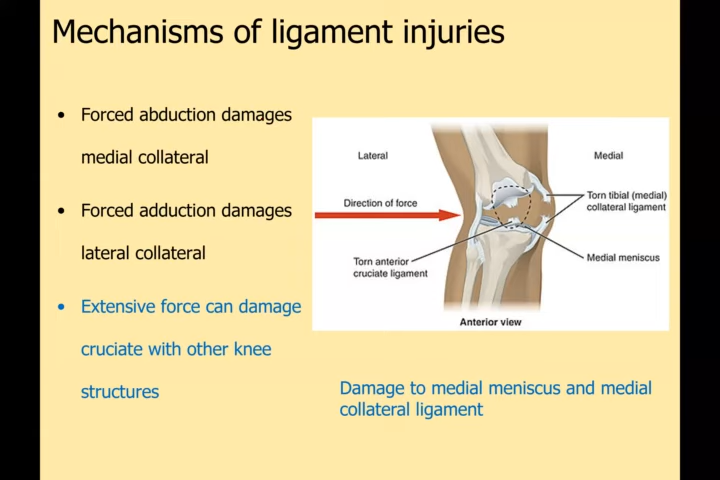 Mechanisms of ligament injuries
• Forced abduction damages
medial collateral
• Forced adduction damages
lateral collateral
• Extensive force can damage
cruciate with other knee
structures
Lateral
Medial
Direction of force
Torn tibial (medial)
collateral ligament
Torn anterior
cruciate ligament
Medial meniscus
Anterior view
Damage to medial meniscus and medial
collateral ligament